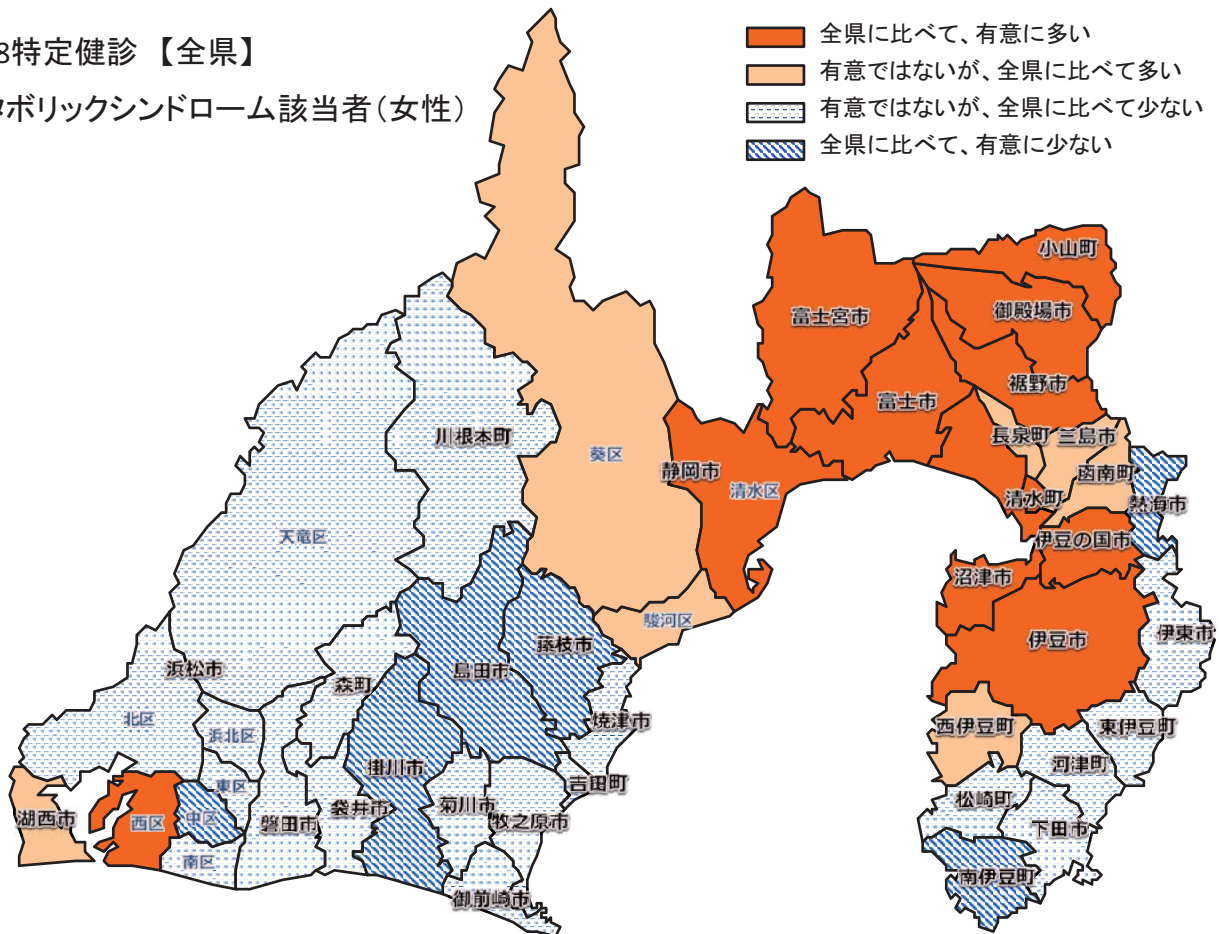 8特定健診 【全県】
タボリックシンドローム該当者(女性)
全県に比べて、有意に多い
有意ではないが、全県に比べて多い
有意ではないが、全県に比べて少ない
全県に比べて、有意に少ない
小山町
御殿場市
富士宮市
裾野市
富士市
長泉町
三島市
川根本町
葵区
静岡市
函南町
清水区
清水町
熱海市
天竜区
伊豆の国市
沼津市
駿河区
藤枝市
伊豆市
伊東市
浜松市
島田市
森町
焼津市
北区
浜北区
西伊豆町
東伊豆町
掛川市
河津町
東区
吉田町
菊川市
松崎町
湖西市
西区
中区
磐田市
袋井市
牧之原市
下田市
南区
南伊豆町
御前崎市